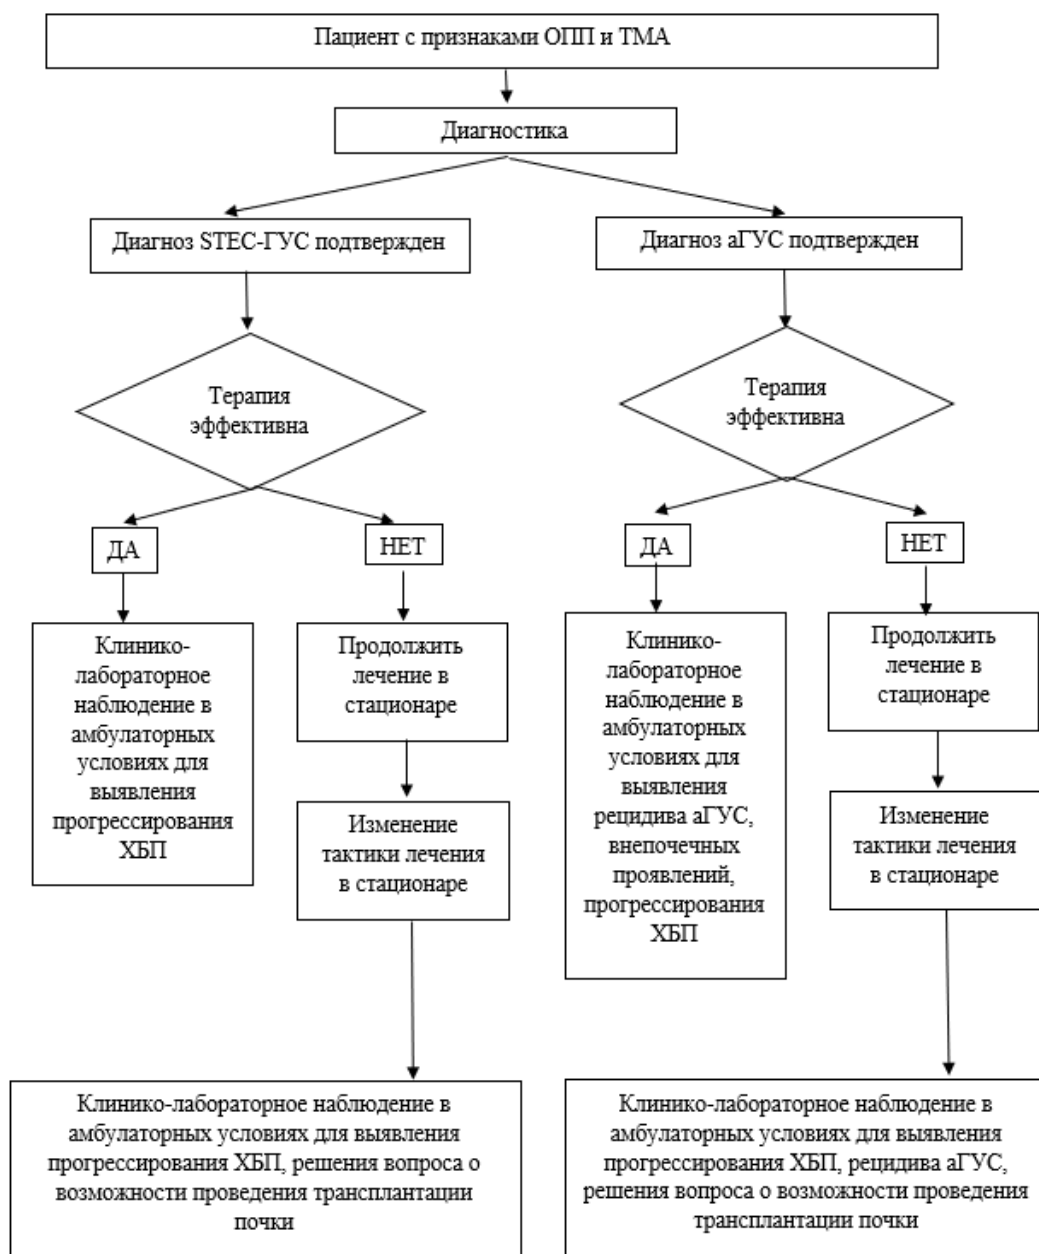 Пациент с признаками ОПП и ТМА
Диагностика
Диагноз STEC-ГУС подтвержден
Диагноз аГУС подтвержден
Терапия
эффективна
Терапия
эффективна
ДА
НЕТ
ДА
НЕТ
Клинико-
лабораторное
наблюдение в
амбулаторных
условиях для
выявления
прогрессирования
ХБП
Продолжить
лечение в
стационаре
Клинико-
лабораторное
наблюдение в
амбулаторных
условиях для
выявления
рецидива аГУС,
внепочечных
проявлений,
прогрессирования
ХБП
Продолжить
лечение в
стационаре
Изменение
тактики лечения
в стационаре
Изменение
тактики лечения
в стационаре
Клинико-лабораторное наблюдение в
амбулаторных условиях для выявления
прогрессирования ХБП, решения вопроса о
возможности проведения трансплантации
почки
Клинико-лабораторное наблюдение в
амбулаторных условиях для выявления
прогрессирования ХБП, рецидива аГУС,
решения вопроса о возможности проведения
трансплантации почки